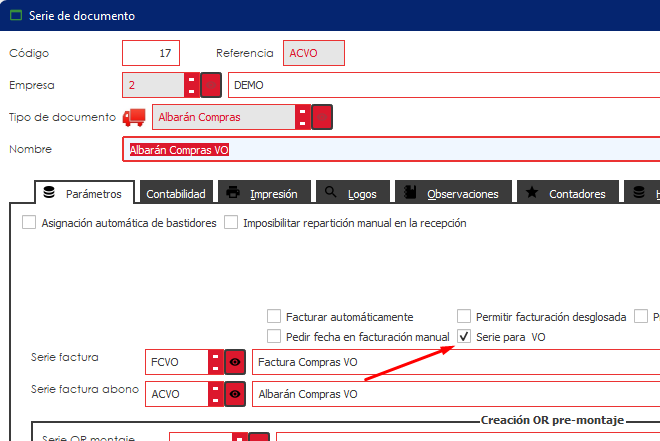 Serie de documento
Código 17 Referencia ACVO
Empresa 2 DEMO
Tipo de documento Albarán Compras
Nombre Albarán Compras VO
Parámetros Contabilidad Impresión Logos Observaciones Contadores
Asignación automática de bastidores Imposibilitar repartición manual en la recepción
Facturar automáticamente Permitir facturación desglosada
Pedir fecha en facturación manual Serie para VO
Serie factura FCVO Factura Compras VO
Serie factura abono ACVO Albarán Compras VO
Creación OR pre-montaje
Serie OR montaje